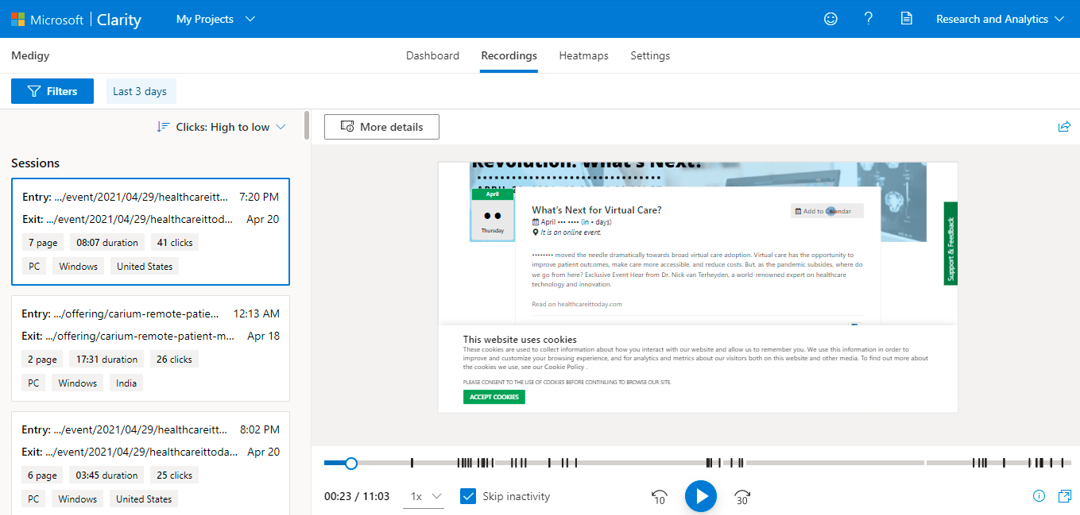 Microsoft | Clarity My Projects ? Research and Analytics
Medigy Dashboard Recordings Heatmaps Settings
Filters Last 3 days
Clicks: High to low
Sessions
Entry: .../event/2021/04/29/healthcareitt... 7:20 PM
Exit: .../event/2021/04/29/healthcareittod... Apr 20
7 page 08:07 duration 41 clicks
PC Windows United States
Entry: .../offering/carium-remote-patie... 12:13 AM
Exit: .../offering/carium-remote-patient-m... Apr 18
2 page 17:31 duration 26 clicks
PC Windows India
Entry: .../event/2021/04/29/healthcareitt... 8:02 PM
Exit: .../event/2021/04/29/healthcareittoda... Apr 20
6 page 03:45 duration 25 clicks
PC Windows United States
More details
Revolution. What's Next?
April
•• 
Thursday
What's Next for Virtual Care?
Add to Calendar
April ••• •••• (in • days)
It is an online event.
•••••••• moved the needle dramatically towards broad virtual care adoption. Virtual care has the opportunity to
improve patient outcomes, make care more accessible, and reduce costs. But, as the pandemic subsides, where do
we go from here? Exclusive Event Hear from Dr. Nick van Terheyden, a world renowned expert on healthcare
technology and innovation.
Read on healthcareittoday.com
Support & Feedback
This website uses cookies
These cookies are used to collect information about how you interact with our website and allow us to remember you. We use this information in order to
improve and customize your browsing experience, and for analytics and metrics about our visitors both on this website and other media. To find out more about
the cookies we use, see our Cookie Policy .
PLEASE CONSENT TO THE USE OF COOKIES BEFORE CONTINUING TO BROWSE OUR SITE.
ACCEPT COOKIES
00:23 / 11:03 1x Skip inactivity 10 30